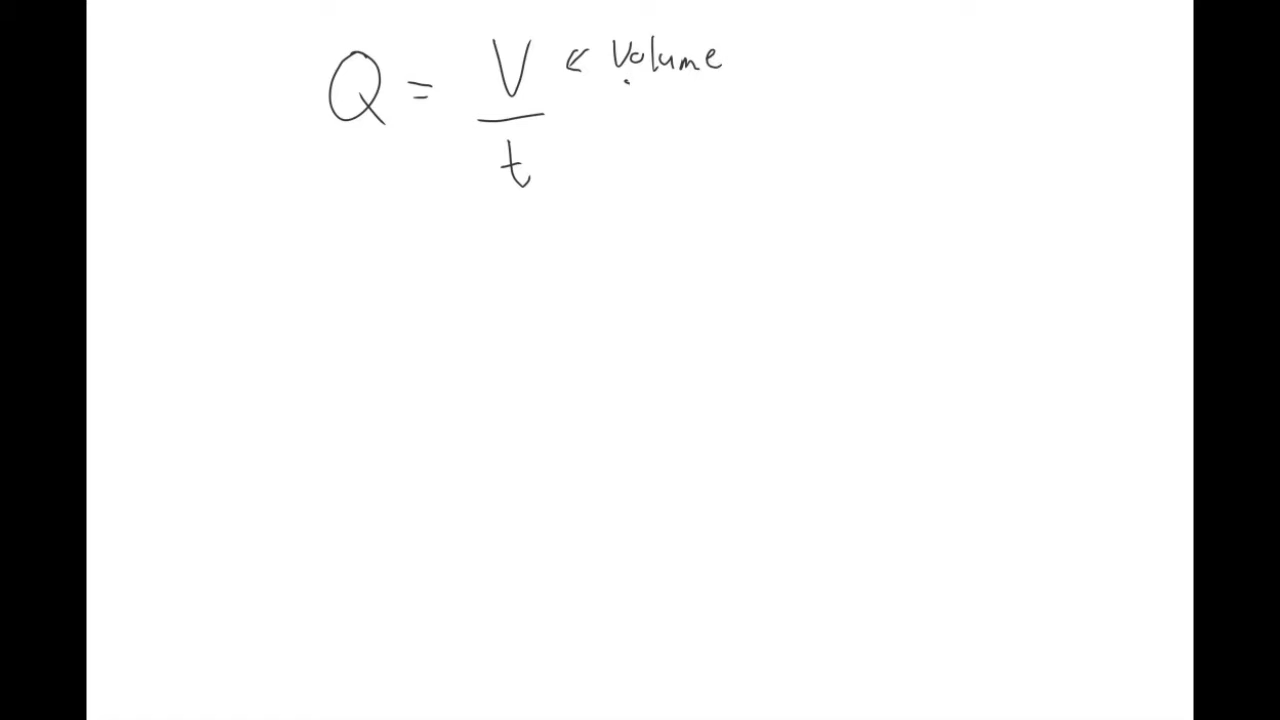 Q = V/t ← Volume